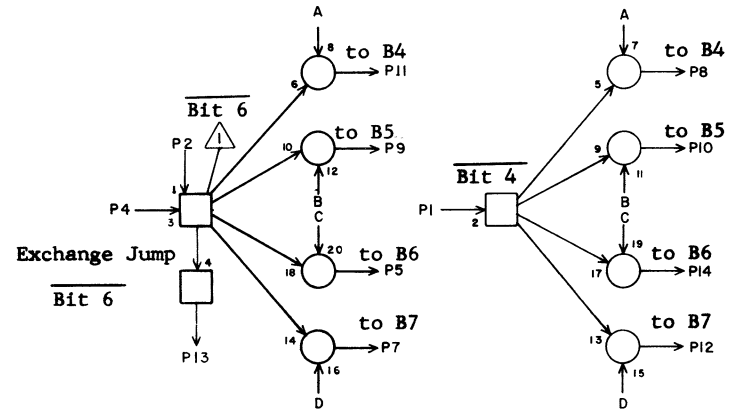 A
8
to B4
6
P11
Bit 6
1
P2
to B5
10
P9
12
1
P4
3
B
C
Exchange Jump
4
20
to B6
18
P5
Bit 6
to B7
14
P7
16
P13
D
A
7
to B4
5
P8
to B5
9
P10
11
Bit 4
P1
2
B
C
19
to B6
17
P14
to B7
13
P12
15
D